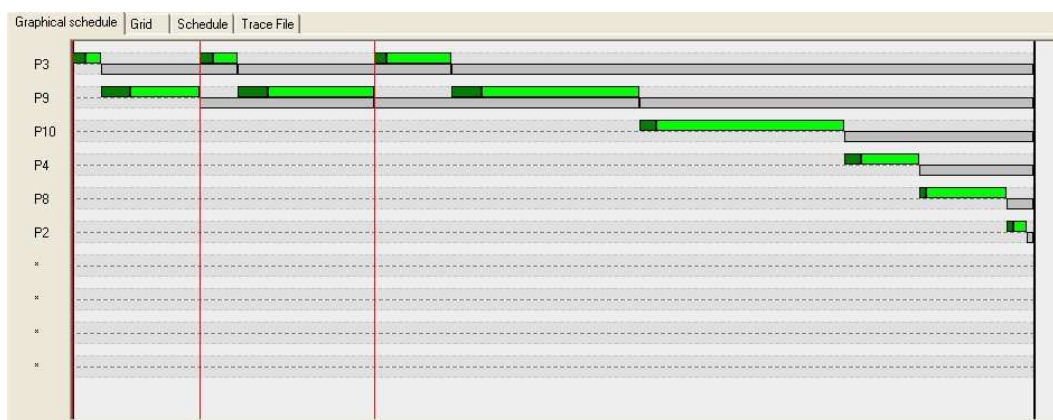 Graphical schedule Grid Schedule Trace File
P3
P9
P10
P4
P8
P2
×
×
×
×